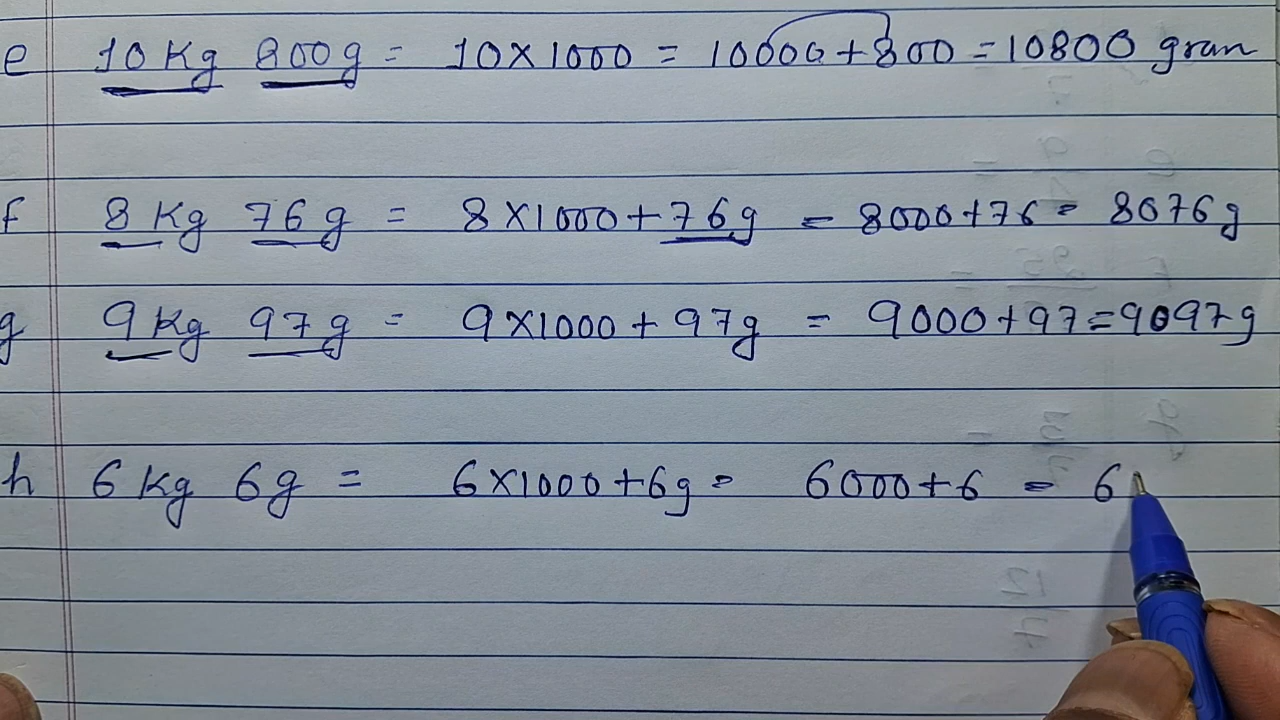 e 10 Kg 800g = 10×1000 = 10000+800 = 10800 gram
f 8 Kg 76 g = 8×1000+76g = 8000+76 = 8076g
g 9 Kg 97 g = 9×1000+97g = 9000+97=9097g
h 6 Kg 6g = 6×1000+6g = 6000+6 = 6